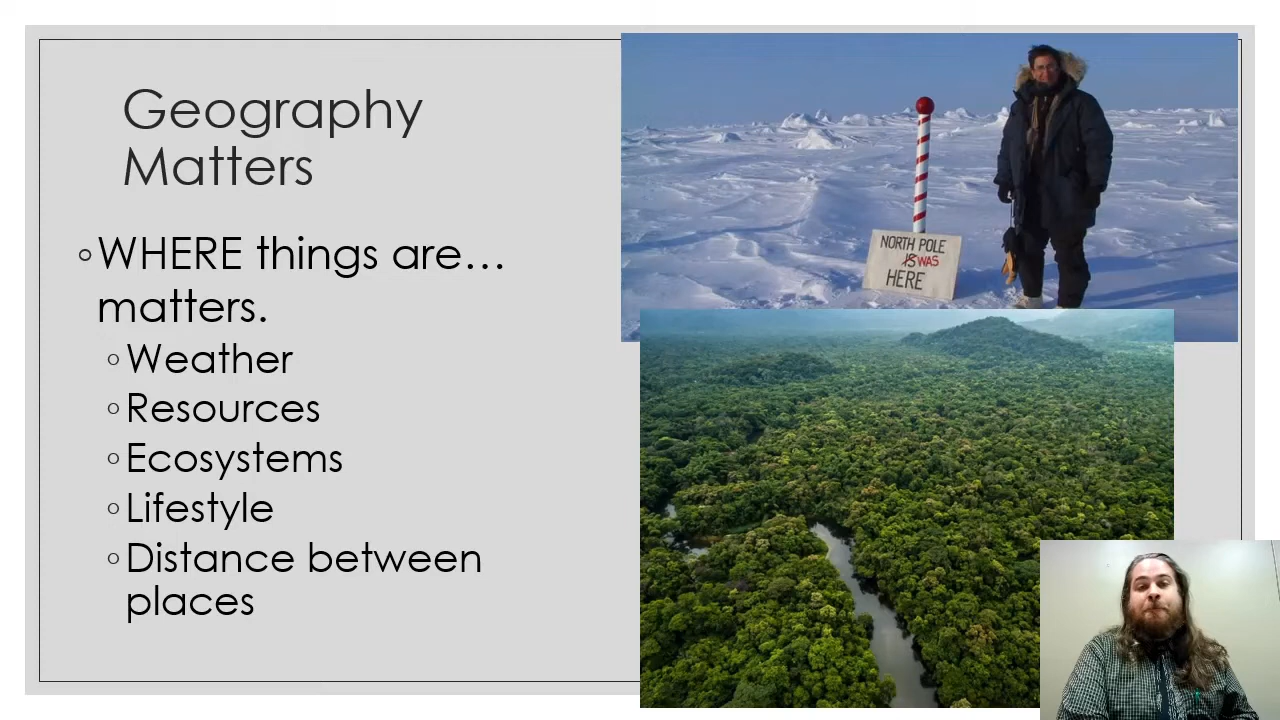 Geography
Matters
◦WHERE things are…
matters.
◦Weather
◦Resources
◦Ecosystems
◦Lifestyle
◦Distance between
places
NORTH POLE
IS WAS
HERE